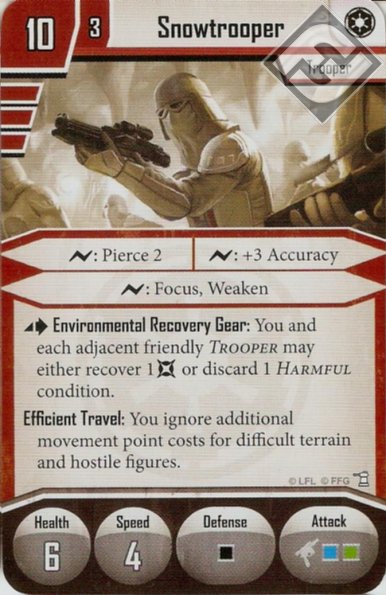 10 3 Snowtrooper
Trooper
: Pierce 2
: +3 Accuracy
: Focus, Weaken
Environmental Recovery Gear: You and
each adjacent friendly TROOPER may
either recover 1 or discard 1 HARMFUL
condition.
Efficient Travel: You ignore additional
movement point costs for difficult terrain
and hostile figures.
© LFL © FFG
Health Speed Defense Attack
6 4